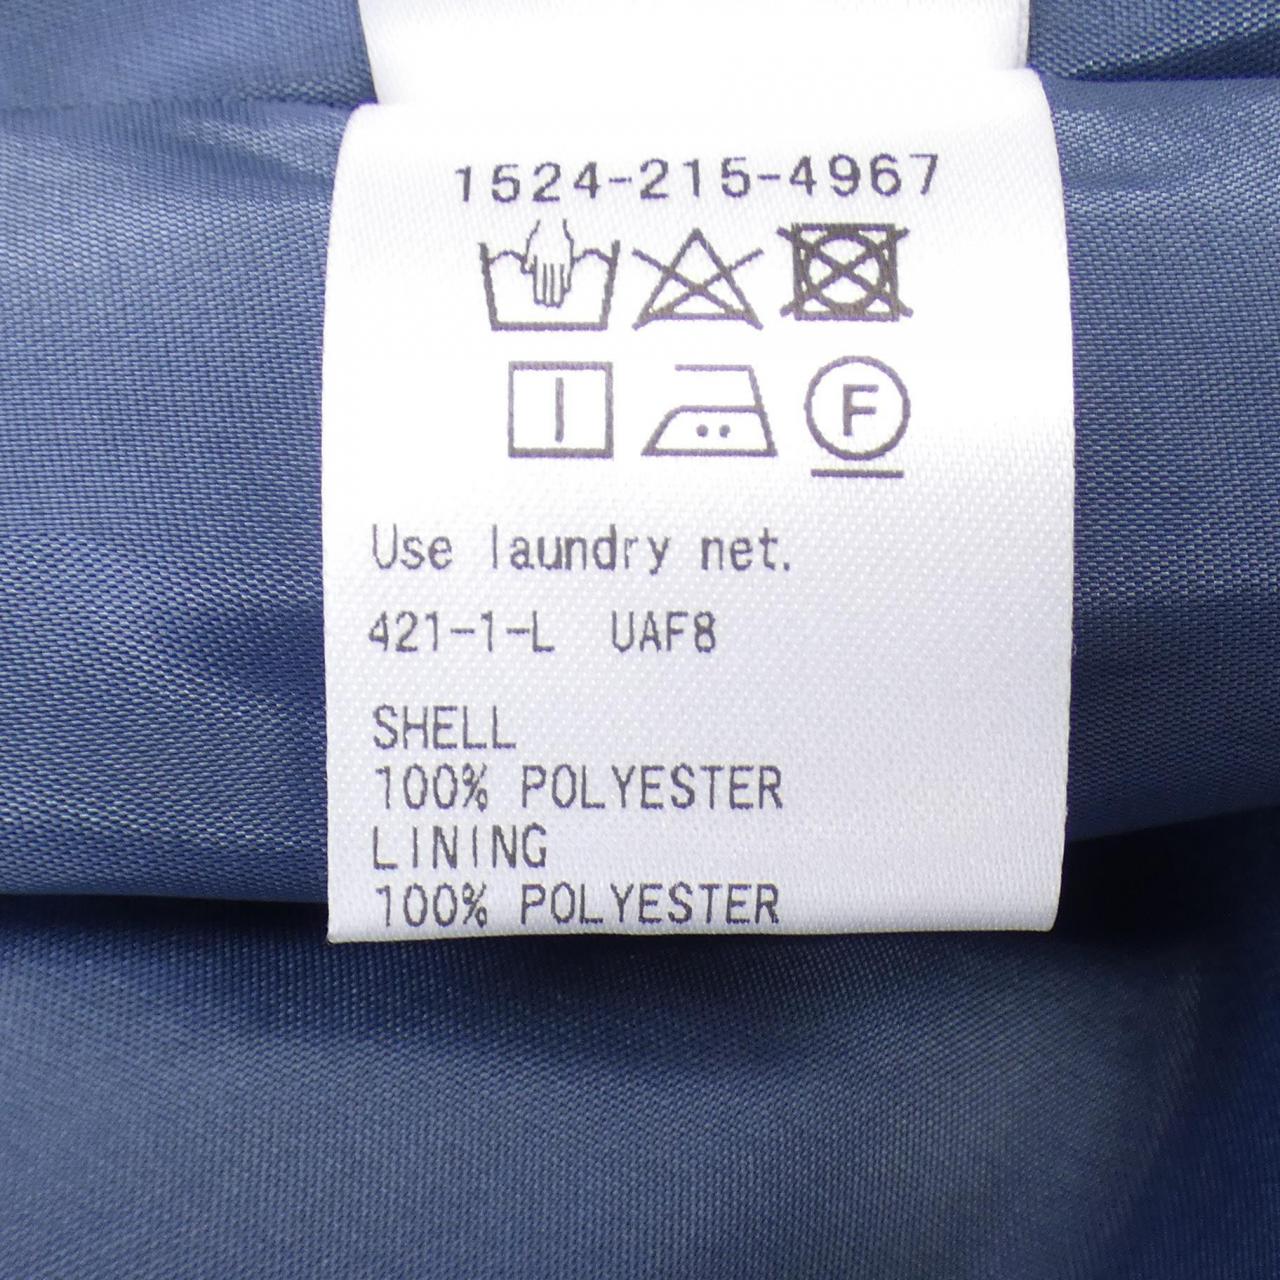 1524-215-4967
F
Use laundry net.
421-1-L UAF8
SHELL
100% POLYESTER
LINING
100% POLYESTER